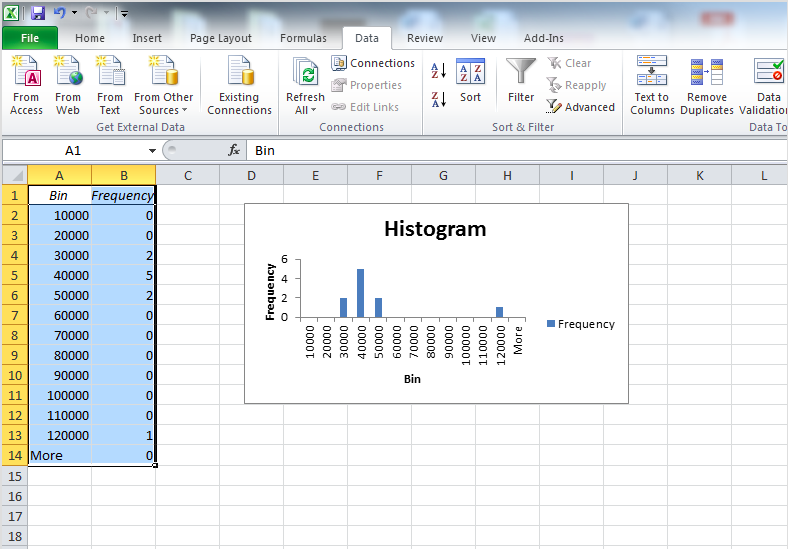 File Home Insert Page Layout Formulas Data Review View Add-Ins
From Access
From Web
From Text
From Other Sources
Existing Connections
Get External Data
Refresh All
Connections
Properties
Edit Links
Connections
Sort
Filter
Clear
Reapply
Advanced
Sort & Filter
Text to Columns
Remove Duplicates
Data
Data To
A1 fx Bin
A B C D E F G H I J K L
1 Bin Frequency
2 10000 0
3 20000 0
4 30000 2
5 40000 5
6 50000 2
7 60000 0
8 70000 0
9 80000 0
10 90000 0
11 100000 0
12 110000 0
13 120000 1
14 More 0
15
16
17
18
Histogram
Frequency
6
4
2
0
10000 20000 30000 40000 50000 60000 70000 80000 90000 100000 110000 120000 More
Bin
Frequency